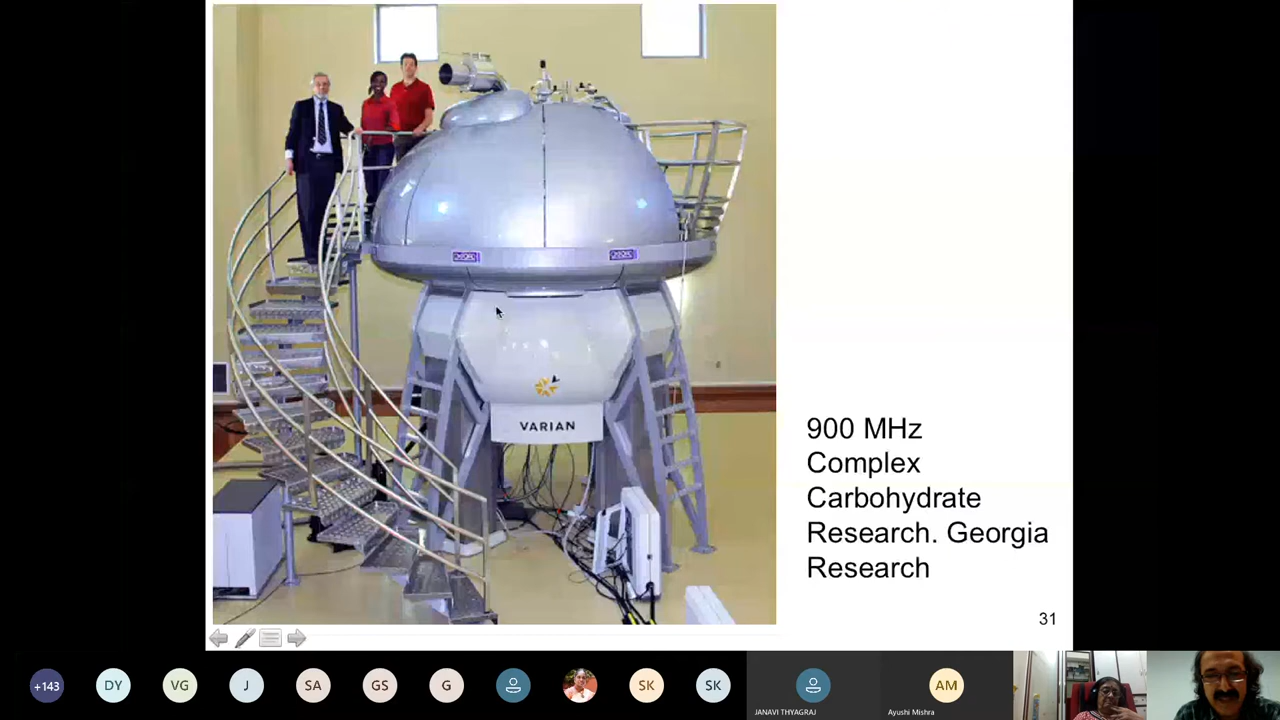 VARIAN
900 MHz
Complex
Carbohydrate
Research. Georgia
Research
31
+143
DY
VG
J
SA
GS
G
SK
SK
JANAVI THYAGRAJ
AM
Ayushi Mishra